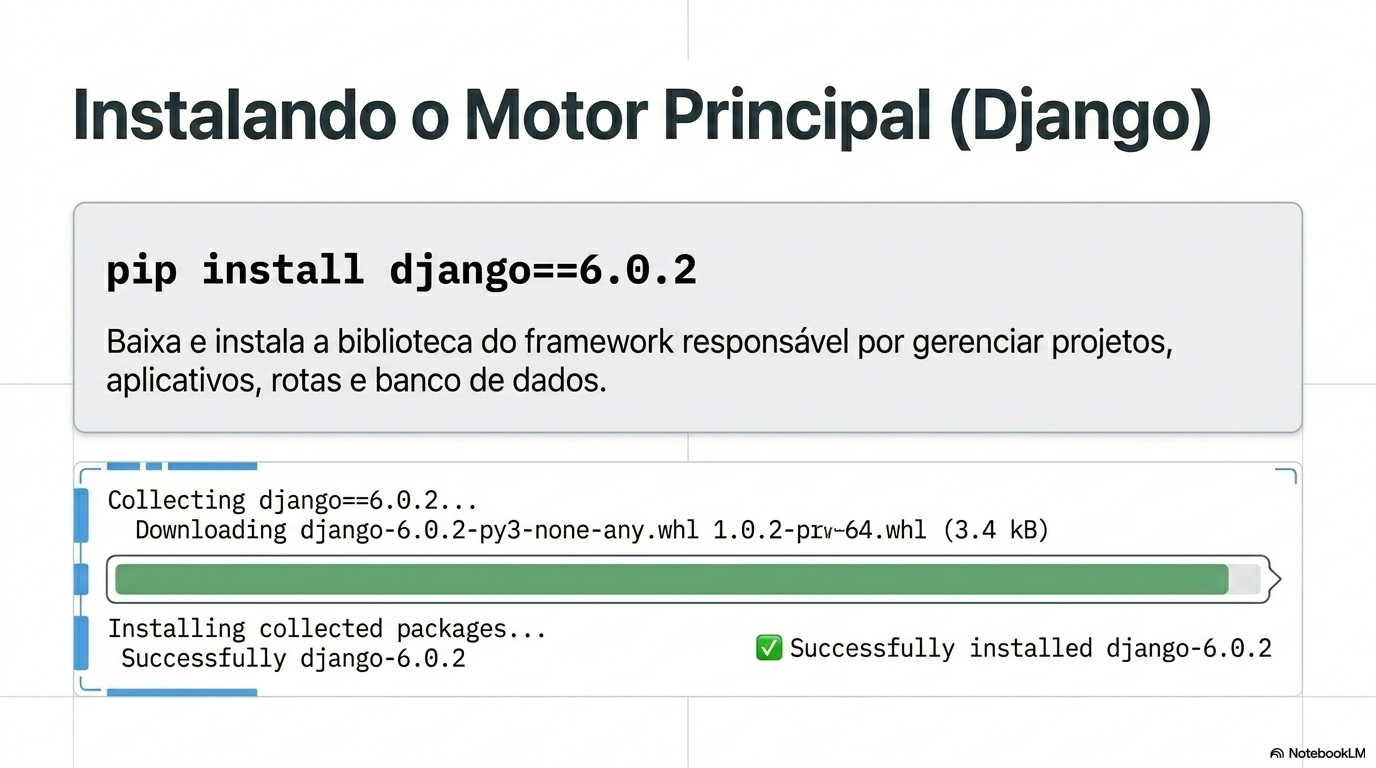 Instalando o Motor Principal (Django)
pip install django==6.0.2
Baixa e instala a biblioteca do framework responsável por gerenciar projetos,
aplicativos, rotas e banco de dados.
Collecting django==6.0.2...
Downloading django-6.0.2-py3-none-any.whl (3.4 kB)
Installing collected packages...
Successfully django-6.0.2
✅ Successfully installed django-6.0.2
NotebookLM